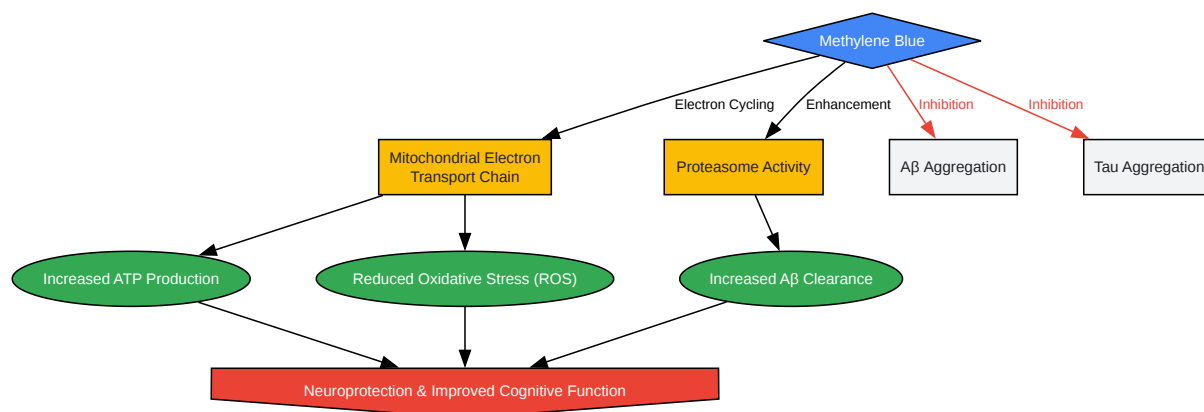 Methylene Blue
Electron Cycling
Enhancement
Inhibition
Inhibition
Mitochondrial Electron
Transport Chain
Proteasome Activity
Aβ Aggregation
Tau Aggregation
Increased ATP Production
Reduced Oxidative Stress (ROS)
Increased Aβ Clearance
Neuroprotection & Improved Cognitive Function